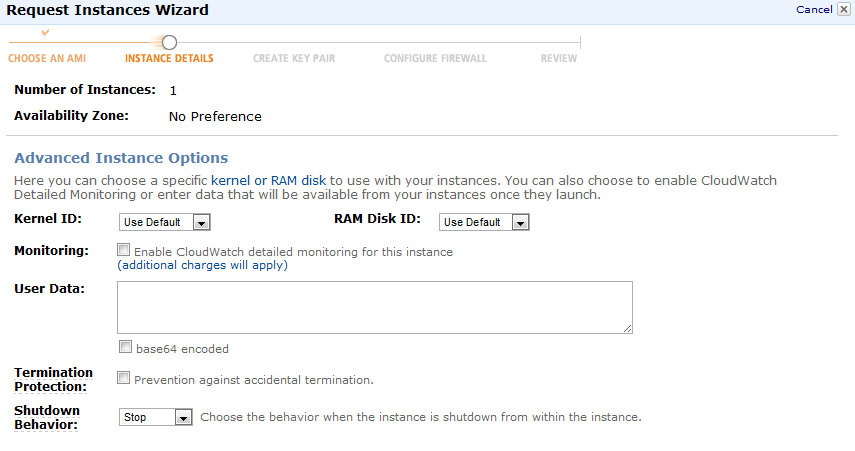 Request Instances Wizard
Cancel
CHOOSE AN AMI INSTANCE DETAILS CREATE KEY PAIR CONFIGURE FIREWALL REVIEW
Number of Instances: 1
Availability Zone: No Preference
Advanced Instance Options
Here you can choose a specific kernel or RAM disk to use with your instances. You can also choose to enable CloudWatch
Detailed Monitoring or enter data that will be available from your instances once they launch.
Kernel ID: Use Default RAM Disk ID: Use Default
Monitoring: Enable CloudWatch detailed monitoring for this instance
(additional charges will apply)
User Data:
base64 encoded
Termination
Protection: Prevention against accidental termination.
Shutdown
Behavior: Stop Choose the behavior when the instance is shutdown from within the instance.